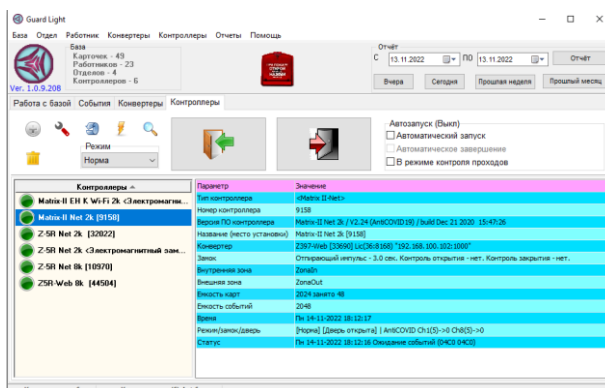 Guard Light
База Отдел Работник Конвертеры Контроллеры Отчеты Помощь
База
Карточек - 49
Работников - 23
Отделов - 4
Контроллеров - 6
Ver. 1.0.9.208
Отчёт
С 13.11.2022 ПО 13.11.2022 Отчёт
Вчера Сегодня Прошлая неделя Прошлый месяц
Работа с базой События Конвертеры Контроллеры
Режим
Норма
Автозапуск (Выкл)
Автоматический запуск
Автоматическое завершение
В режиме контроля проходов
Контроллеры
Matrix-II EH K Wi-Fi 2k <Электромагни...
Matrix-II Net 2k [9158]
Z-5R Net 2k [32022]
Z-5R Net 2k <Электромагнитный зам...
Z-5R Net 8k [10970]
Z5R-Web 8k [44504]
Параметр Значение
Тип контроллера <Matrix II-Net>
Номер контроллера 9158
Версия ПО контроллера Matrix-II Net 2k / V2.24 (AntiCOVID19) / build Dec 21 2020 15:47:26
Название (место установки) Matrix-II Net 2k [9158]
Конвертер Z397-Web [33690] Lic[36:8168] "192.168.100.102:1000"
Замок Отпирающий импульс - 3.0 сек. Контроль открытия - нет. Контроль закрытия - нет.
Внутренняя зона ZonaIn
Внешняя зона ZonaOut
Емкость карт 2024 занято 48
Емкость событий 2048
Время Пн 14-11-2022 18:12:17
Режим/замок/дверь [Норма] [Дверь открыта] | AntiCOVID Ch1(5)->0 Ch8(5)->0
Статус Пн 14-11-2022 18:12:16 Ожидание событий (04C0 04C0)